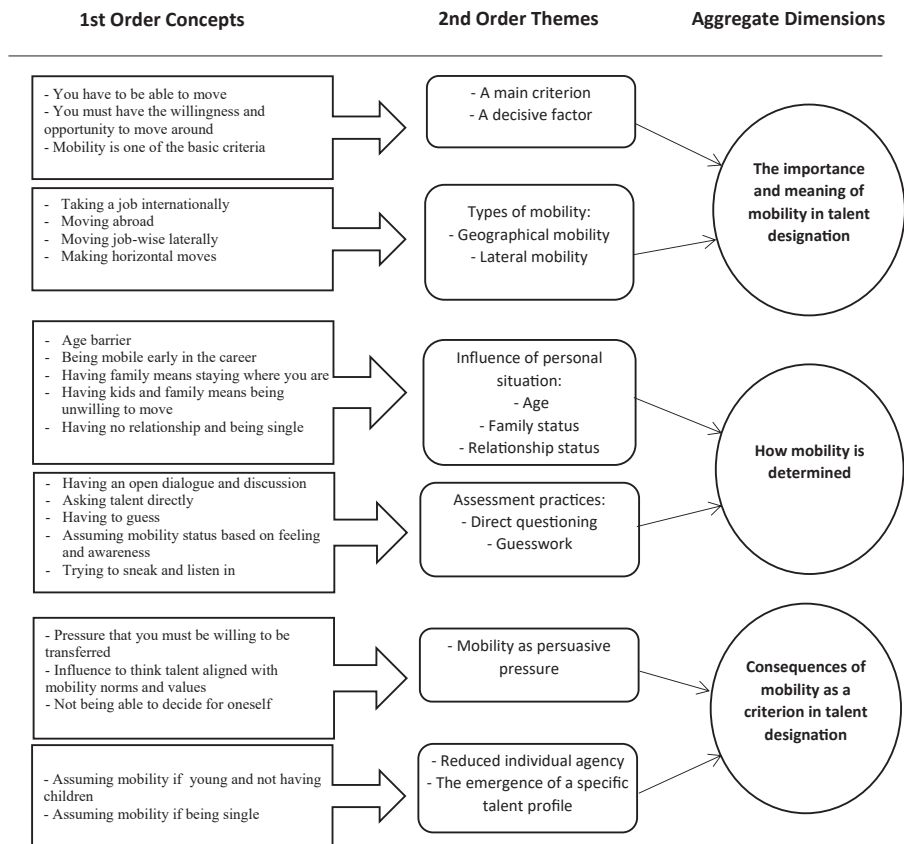 1st Order Concepts
2nd Order Themes
Aggregate Dimensions
- You have to be able to move
- You must have the willingness and
opportunity to move around
- Mobility is one of the basic criteria
- A main criterion
- A decisive factor
The importance
and meaning of
mobility in talent
designation
- Taking a job internationally
- Moving abroad
- Moving job-wise laterally
- Making horizontal moves
Types of mobility:
- Geographical mobility
- Lateral mobility
- Age barrier
- Being mobile early in the career
- Having family means staying where you are
- Having kids and family means being
unwilling to move
- Having no relationship and being single
Influence of personal
situation:
- Age
- Family status
- Relationship status
How mobility is
determined
- Having an open dialogue and discussion
- Asking talent directly
- Having to guess
- Assuming mobility status based on feeling
and awareness
- Trying to sneak and listen in
Assessment practices:
- Direct questioning
- Guesswork
- Pressure that you must be willing to be
transferred
- Influence to think talent aligned with
mobility norms and values
- Not being able to decide for oneself
- Mobility as persuasive
pressure
Consequences of
mobility as a
criterion in talent
designation
- Assuming mobility if young and not having
children
- Assuming mobility if being single
- Reduced individual agency
- The emergence of a specific
talent profile